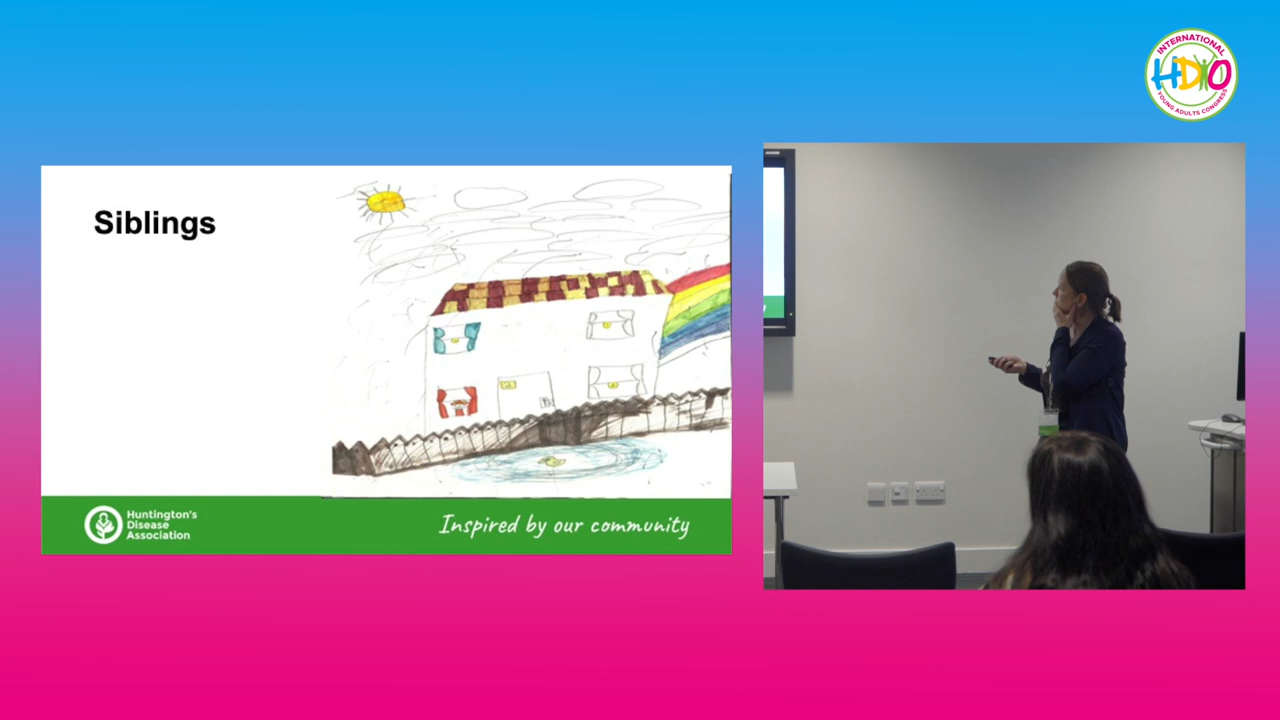 INTERNATIONAL
HDYO
YOUNG ADULTS CONGRESS
Siblings
Huntington's
Disease
Association
Inspired by our community